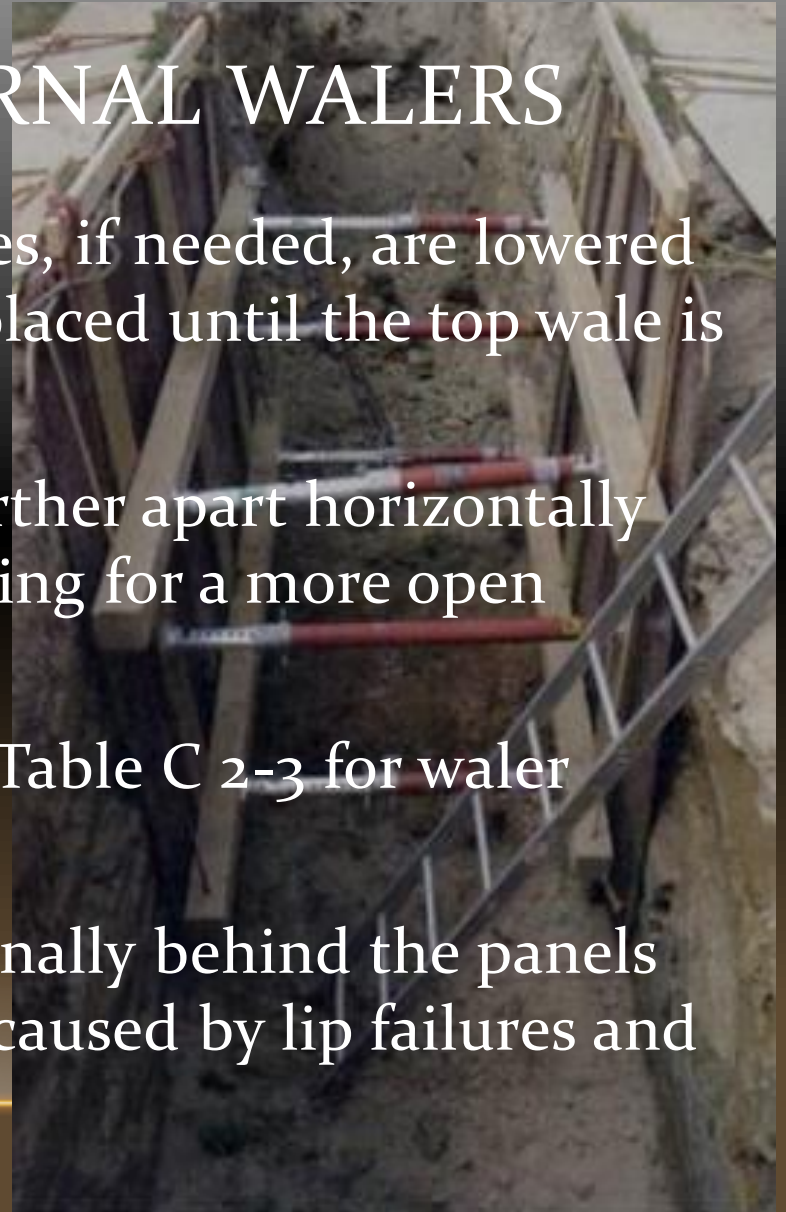 RNAL WALERS
es, if needed, are lowered
placed until the top wale is
rther apart horizontally
ing for a more open
Table C 2-3 for waler
nally behind the panels
caused by lip failures and